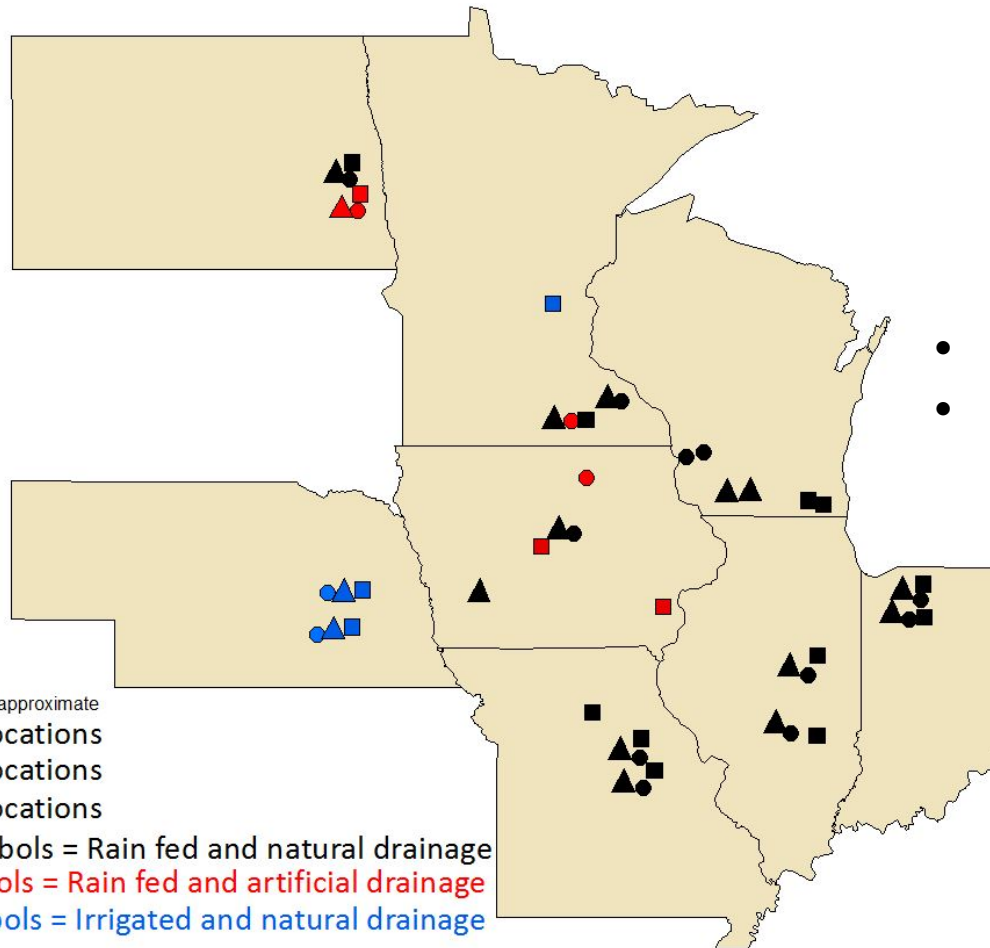 approximate
ocations
ocations
ocations
bols = Rain fed and natural drainage
ols = Rain fed and artificial drainage
bols = Irrigated and natural drainage